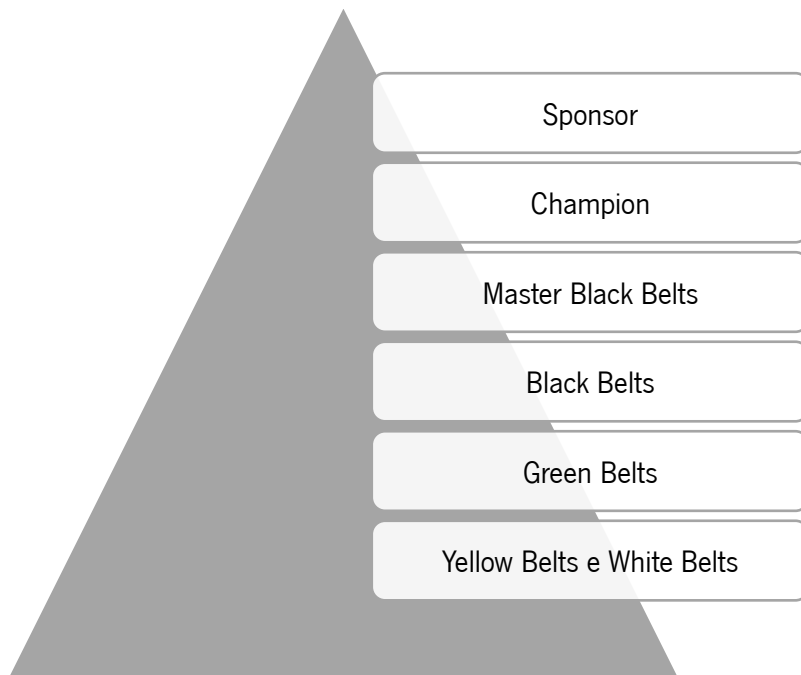 Sponsor
Champion
Master Black Belts
Black Belts
Green Belts
Yellow Belts e White Belts